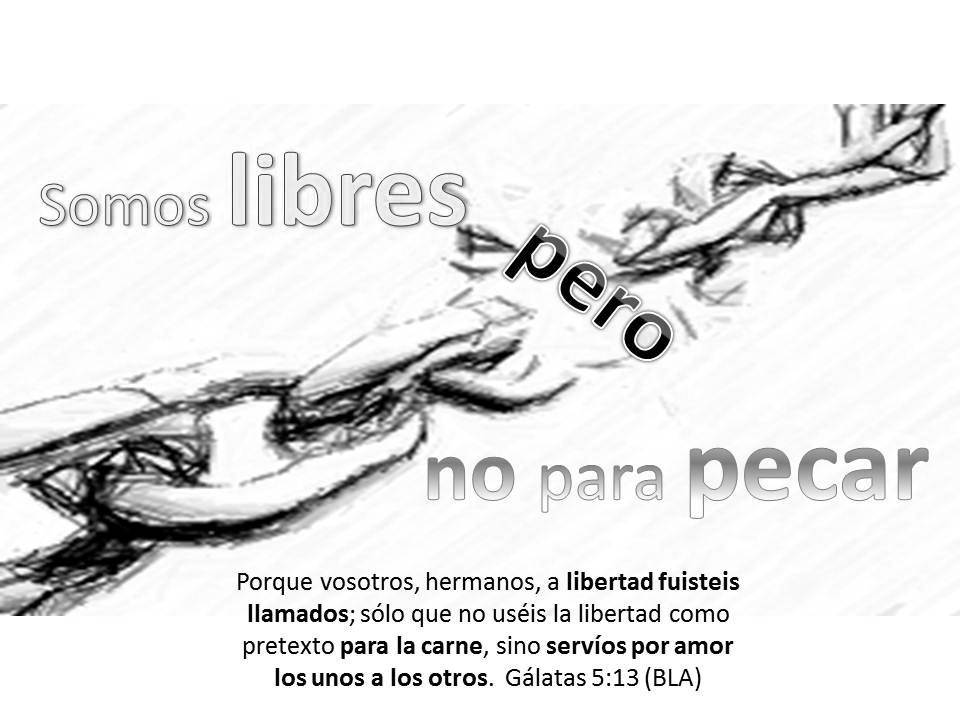 Somos libres
pero
no para pecar
Porque vosotros, hermanos, a libertad fuisteis
llamados; sólo que no uséis la libertad como
pretexto para la carne, sino servíos por amor
los unos a los otros. Gálatas 5:13 (BLA)